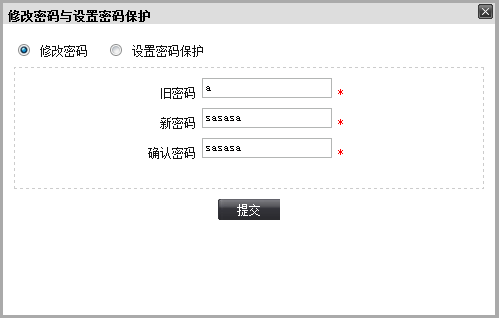 修改密码与设置密码保护
修改密码 设置密码保护
旧密码 a *
新密码 sasasa *
确认密码 sasasa *
提交